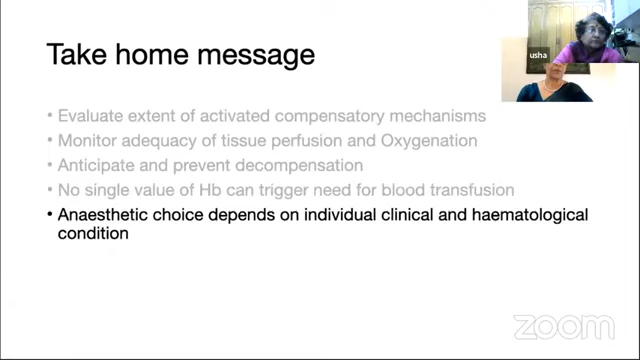 Take home message
usha
• Evaluate extent of activated compensatory mechanisms
• Monitor adequacy of tissue perfusion and Oxygenation
• Anticipate and prevent decompensation
• No single value of Hb can trigger need for blood transfusion
• Anaesthetic choice depends on individual clinical and haematological
condition
zoom